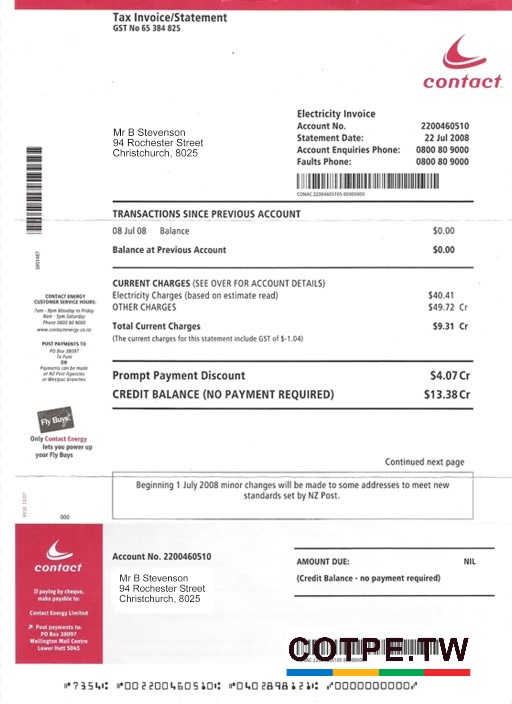 Tax Invoice/Statement
GST No 65 384 825
contact
Electricity Invoice
Account No. 2200460510
Statement Date: 22 Jul 2008
Account Enquiries Phone: 0800 80 9000
Faults Phone: 0800 80 9000
Mr B Stevenson
94 Rochester Street
Christchurch, 8025
TRANSACTIONS SINCE PREVIOUS ACCOUNT
08 Jul 08 Balance $0.00
Balance at Previous Account $0.00
CURRENT CHARGES (SEE OVER FOR ACCOUNT DETAILS)
Electricity Charges (based on estimate read) $40.41
OTHER CHARGES $49.72 Cr
Total Current Charges $9.31 Cr
(The current charges for this statement include GST of $-1.04)
Prompt Payment Discount $4.07 Cr
CREDIT BALANCE (NO PAYMENT REQUIRED) $13.38 Cr
CONTACT ENERGY
CUSTOMER SERVICE HOURS:
7am - 9pm Monday to Friday
8am - 5pm Saturday
Phone 0800 80 9000
www.contactenergy.co.nz
POST PAYMENTS TO
PO Box 38097
Te Puni
OR
Payments can be made
at NZ Post Agencies
or Westpac branches
Fly Buys
Only Contact Energy
lets you power up
your Fly Buys
Continued next page
Beginning 1 July 2008 minor changes will be made to some addresses to meet new
standards set by NZ Post.
000
contact
If paying by cheque,
make payable to:
Contact Energy Limited
Post payments to:
PO Box 38097
Wellington Mail Centre
Lower Hutt 5045
Account No. 2200460510
Mr B Stevenson
94 Rochester Street
Christchurch, 8025
AMOUNT DUE: NIL
(Credit Balance - no payment required)
COTPE.TW